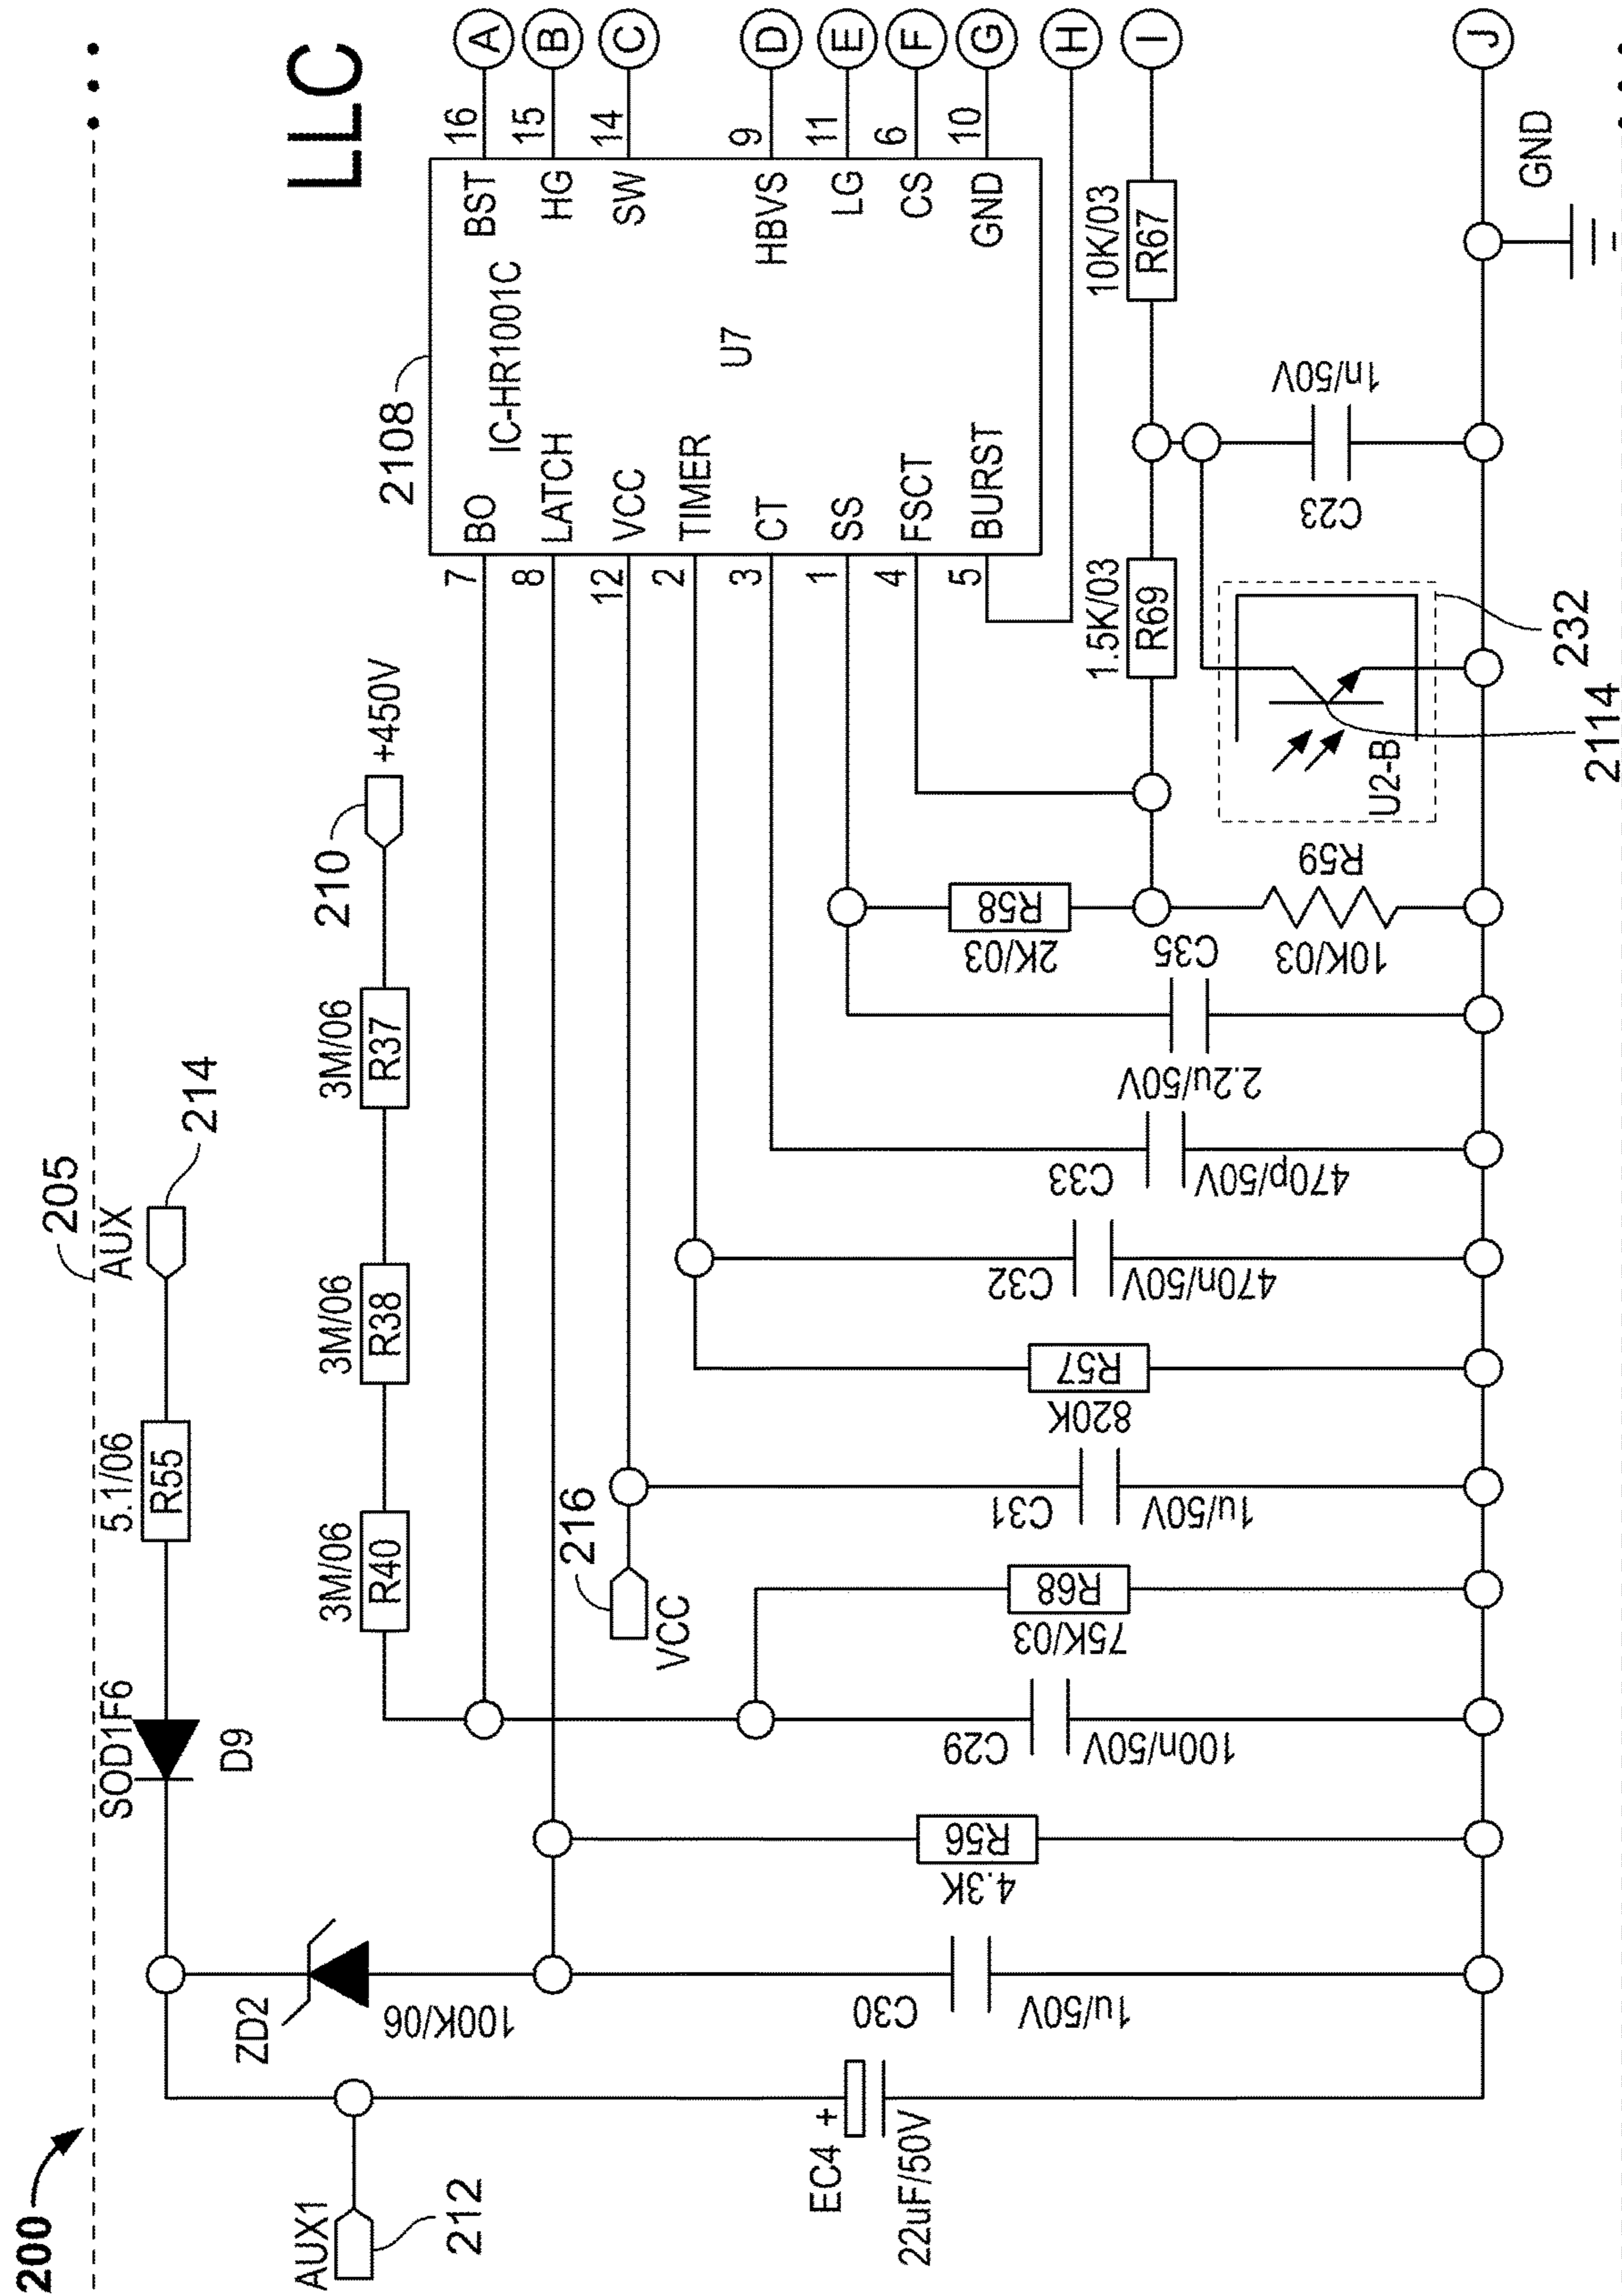 200
205
LLC
AUX1
212
ZD2
100K/06
SOD1F6
D9
5.1/06
R55
AUX
214
3M/06
R40
3M/06
R38
3M/06
R37
210
+450V
216
VCC
2108
IC-HR1001C
U7
7
BO
8
LATCH
12
VCC
2
TIMER
3
CT
1
SS
4
FSCT
5
BURST
BST
16
A
HG
15
B
SW
14
C
HBVS
9
D
LG
11
E
CS
6
F
GND
10
G
H
I
J
EC4
+
22uF/50V
C30
1u/50V
R56
4.3K
C29
100n/50V
R68
75K/03
C31
1u/50V
R57
820K
C32
470n/50V
C33
470p/50V
C35
2.2u/50V
R58
2K/03
R59
10K/03
1.5K/03
R69
10K/03
R67
C23
1n/50V
U2-B
2114
232
GND